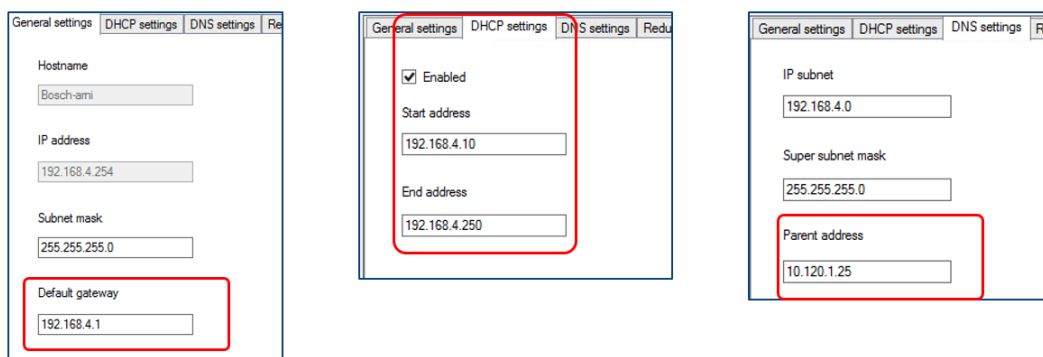 General settings DHCP settings DNS settings Re
Hostname
Bosch-ami
IP address
192.168.4.254
Subnet mask
255.255.255.0
Default gateway
192.168.4.1
General settings DHCP settings DNS settings Redu
Enabled
Start address
192.168.4.10
End address
192.168.4.250
General settings DHCP settings DNS settings R
IP subnet
192.168.4.0
Super subnet mask
255.255.255.0
Parent address
10.120.1.25